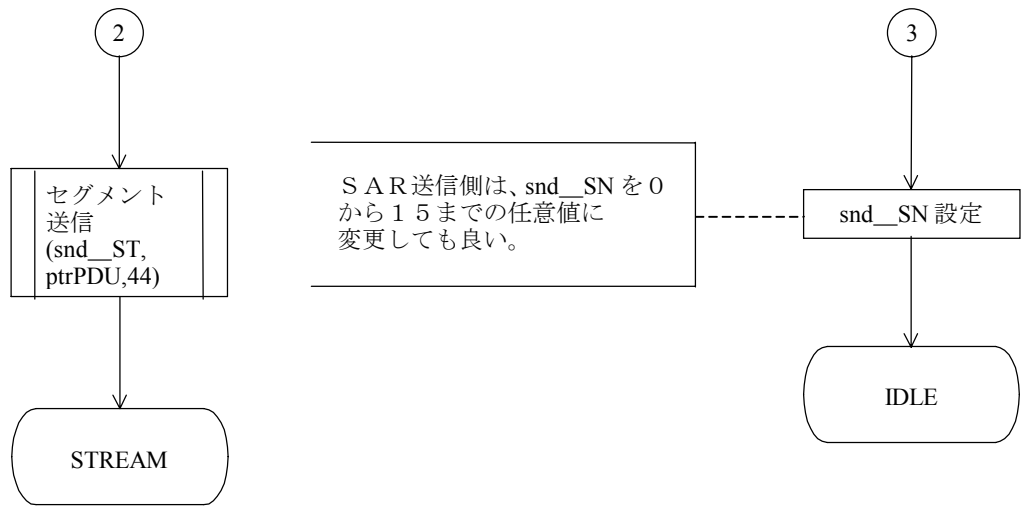 2
3
セグメント
送信
(snd__ST,
ptrPDU,44)
ＳＡＲ送信側は、snd__SN を０
から１５までの任意値に
変更しても良い。
snd__SN 設定
IDLE
STREAM